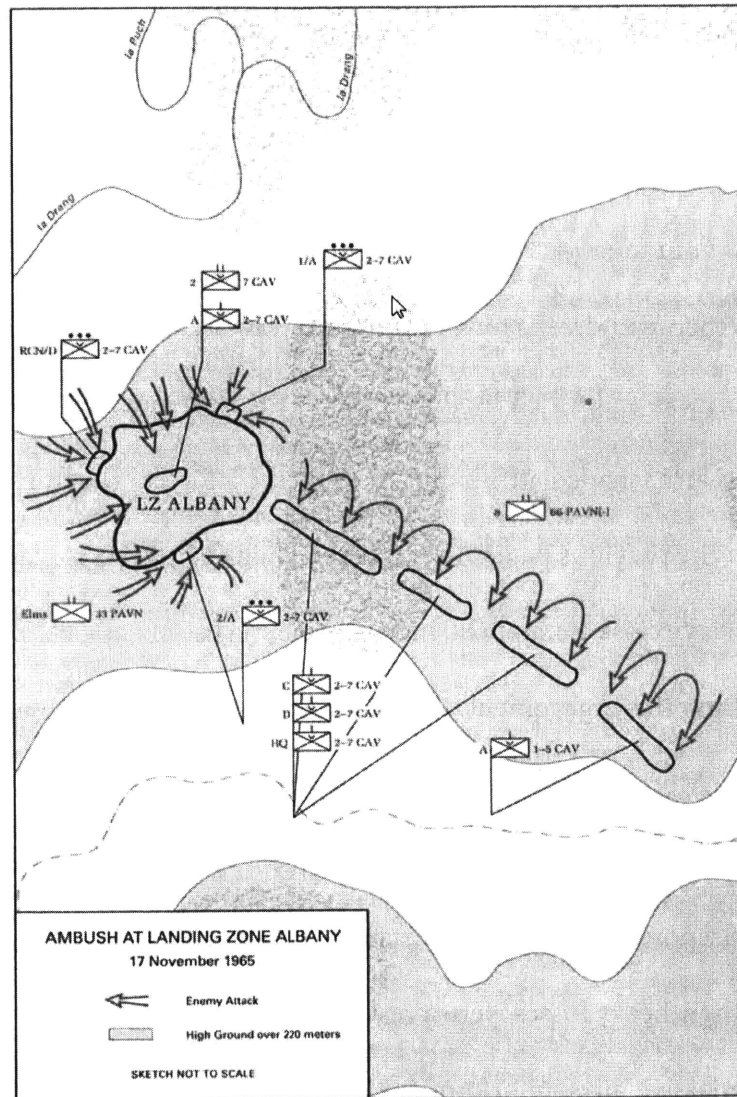 Ia Puch
Ia Drang
Ia Drang
1/A 2-7 CAV
2 7 CAV
A 2-7 CAV
RCN/D 2-7 CAV
LZ ALBANY
8 66 PAVN[-]
Elms 33 PAVN
2/A 2-7 CAV
C 2-7 CAV
D 2-7 CAV
HQ 2-7 CAV
A 1-5 CAV
AMBUSH AT LANDING ZONE ALBANY
17 November 1965
Enemy Attack
High Ground over 220 meters
SKETCH NOT TO SCALE